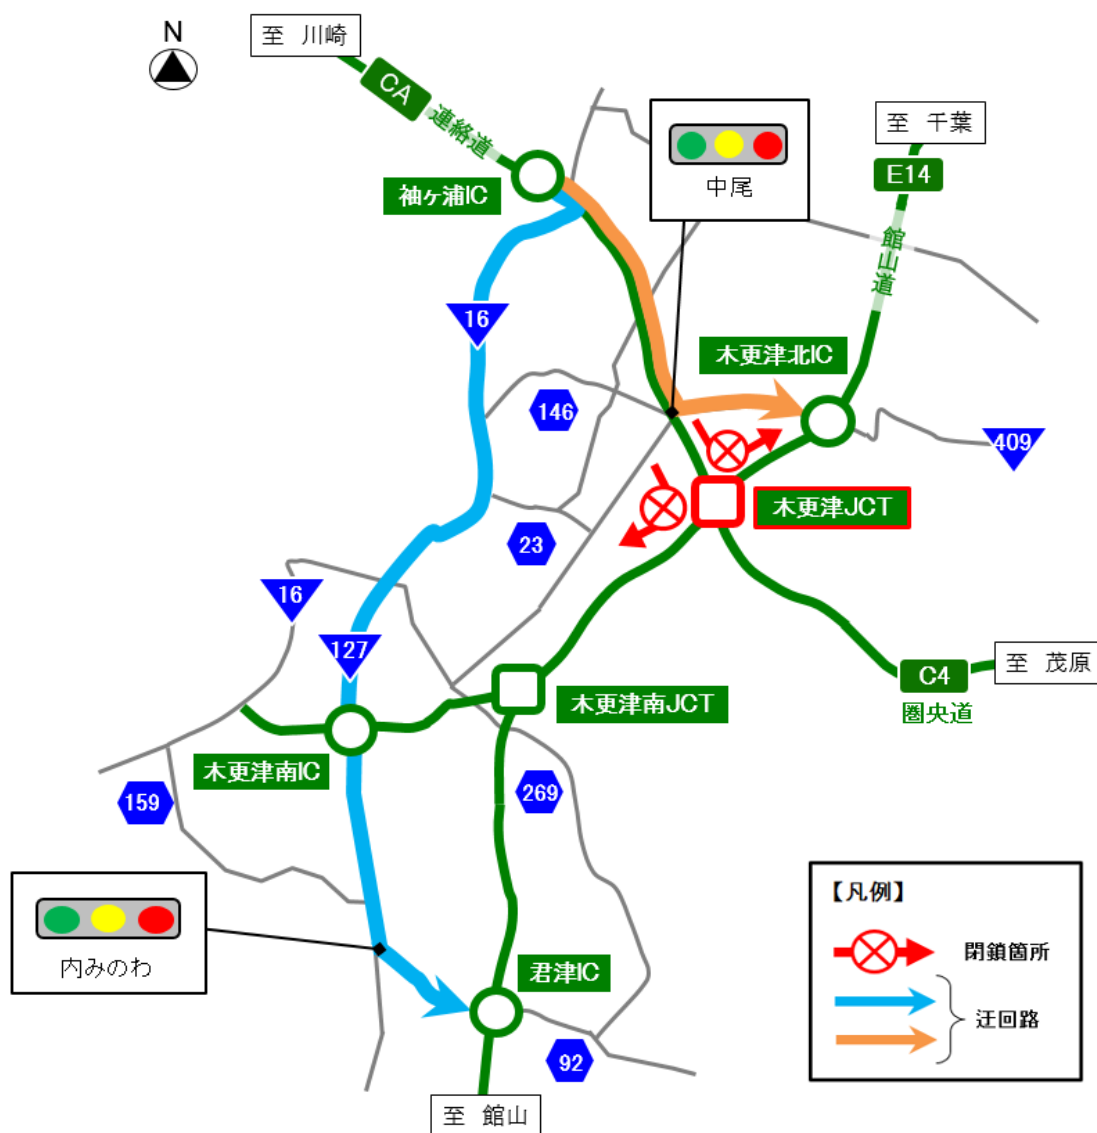 N
至 川崎
CA
連絡道
袖ヶ浦IC
中尾
至 千葉
E14
館山道
16
木更津北IC
146
409
木更津JCT
23
16
127
至 茂原
C4
圏央道
木更津南JCT
木更津南IC
159
269
内みのわ
君津IC
92
至 館山
【凡例】
閉鎖箇所
迂回路